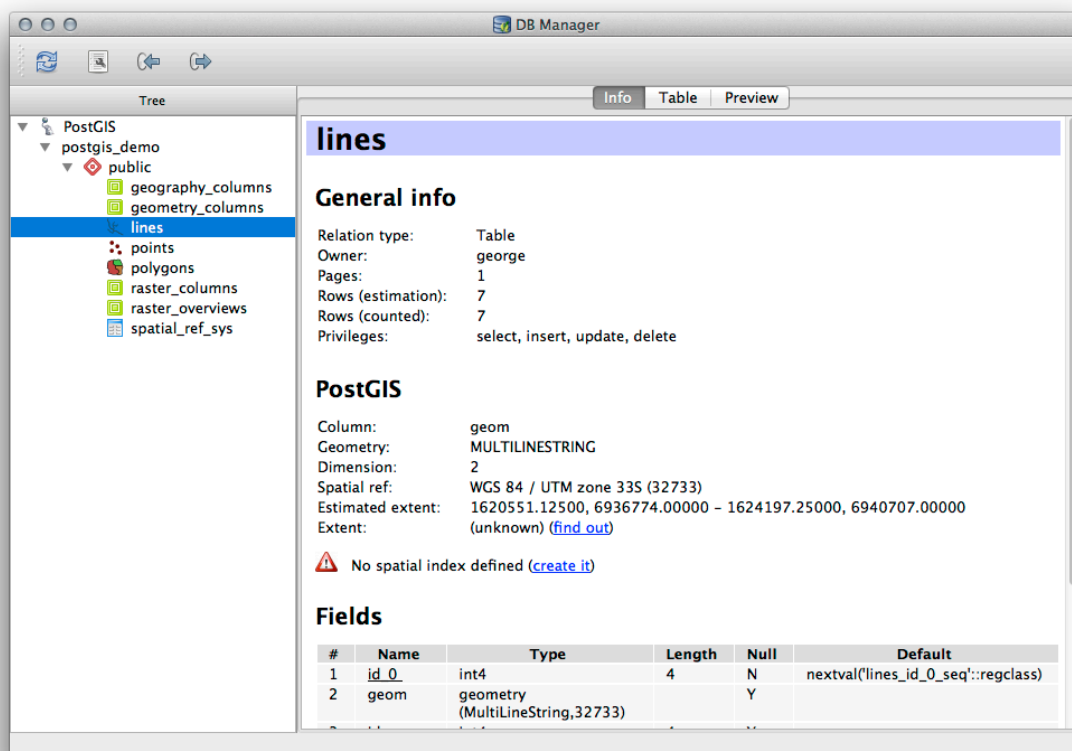 DB Manager
Tree
Info Table Preview
PostGIS
postgis_demo
public
geography_columns
geometry_columns
lines
points
polygons
raster_columns
raster_overviews
spatial_ref_sys
lines
General info
Relation type: Table
Owner: george
Pages: 1
Rows (estimation): 7
Rows (counted): 7
Privileges: select, insert, update, delete
PostGIS
Column: geom
Geometry: MULTILINESTRING
Dimension: 2
Spatial ref: WGS 84 / UTM zone 33S (32733)
Estimated extent: 1620551.12500, 6936774.00000 - 1624197.25000, 6940707.00000
Extent: (unknown) (find out)
No spatial index defined (create it)
Fields
# Name Type Length Null Default
1 id_0 int4 4 N nextval('lines_id_0_seq'::regclass)
2 geom geometry Y
(MultiLineString,32733)